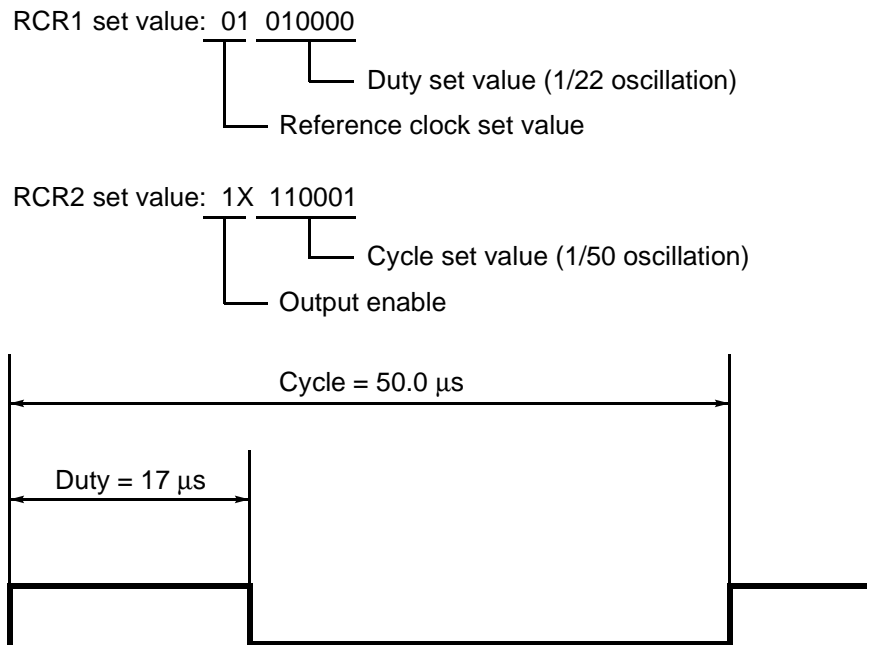 RCR1 set value: 01 010000
Duty set value (1/22 oscillation)
Reference clock set value
RCR2 set value: 1X 110001
Cycle set value (1/50 oscillation)
Output enable
Cycle = 50.0 μs
Duty = 17 μs